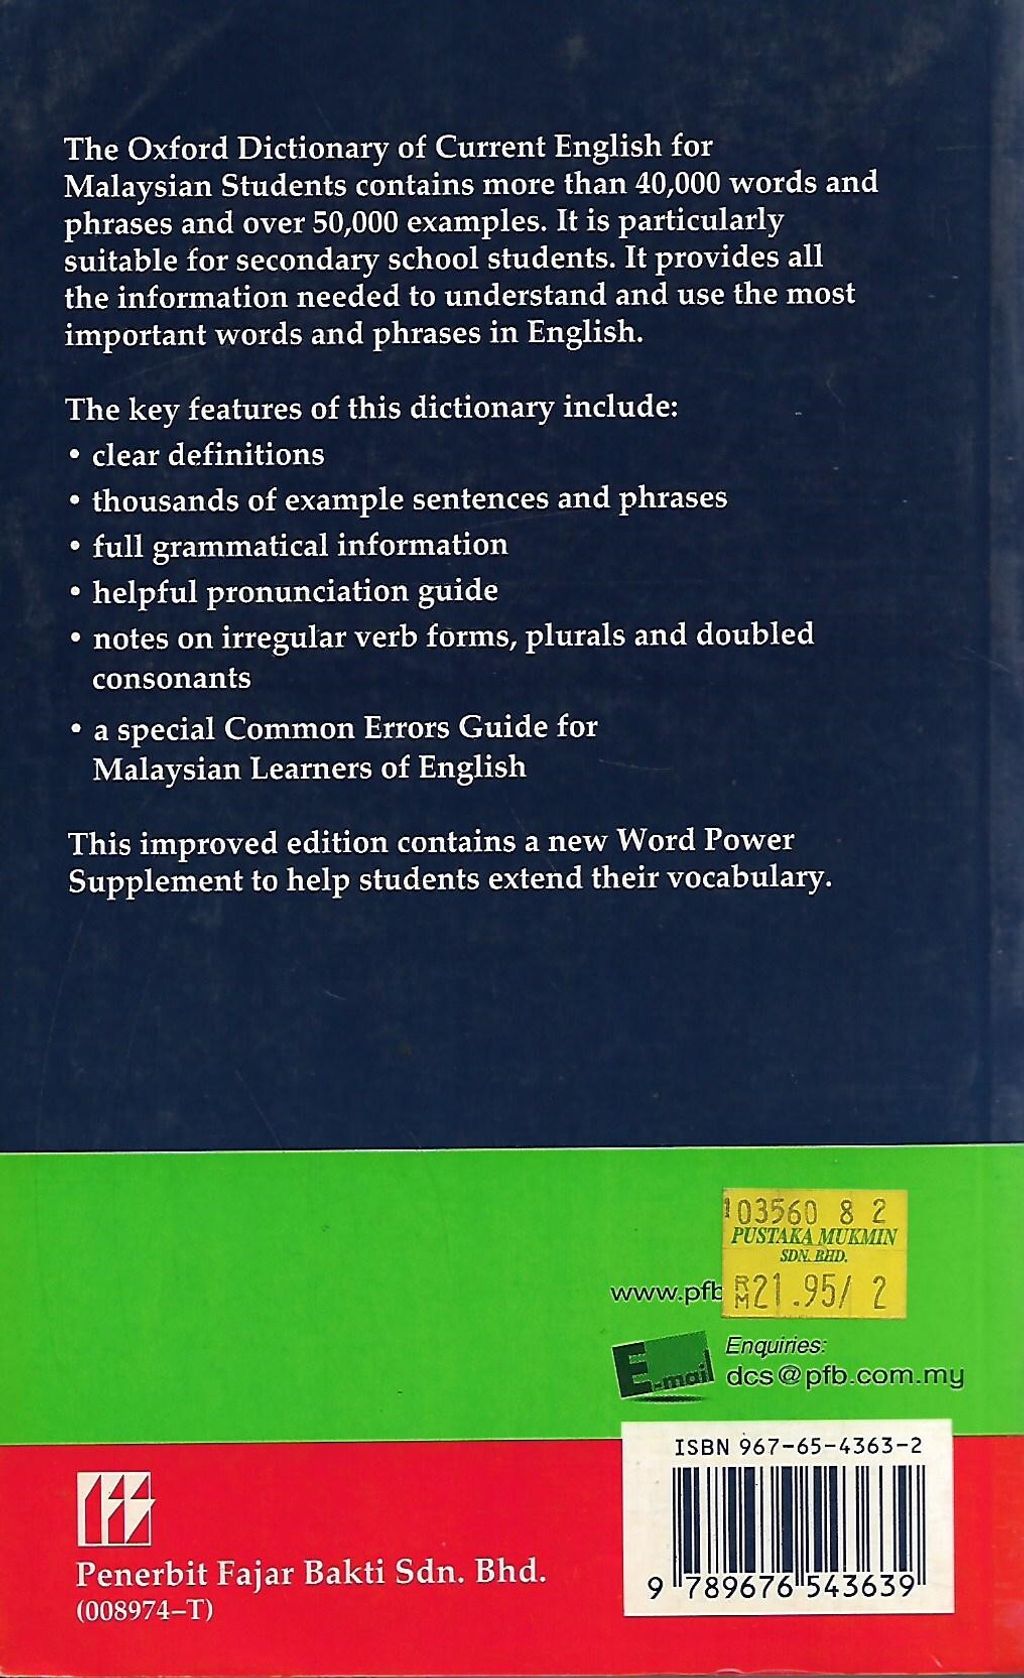 The Oxford Dictionary of Current English for
Malaysian Students contains more than 40,000 words and
phrases and over 50,000 examples. It is particularly
suitable for secondary school students. It provides all
the information needed to understand and use the most
important words and phrases in English.
The key features of this dictionary include:
• clear definitions
• thousands of example sentences and phrases
• full grammatical information
• helpful pronunciation guide
• notes on irregular verb forms, plurals and doubled
consonants
• a special Common Errors Guide for
Malaysian Learners of English
This improved edition contains a new Word Power
Supplement to help students extend their vocabulary.
103560 8 2
PUSTAKA MUKMIN
SDN. BHD.
RM21.95/ 2
www.pfb
E-mail
Enquiries:
dcs@pfb.com.my
ISBN 967-65-4363-2
9 789676 543639
Penerbit Fajar Bakti Sdn. Bhd.
(008974-T)